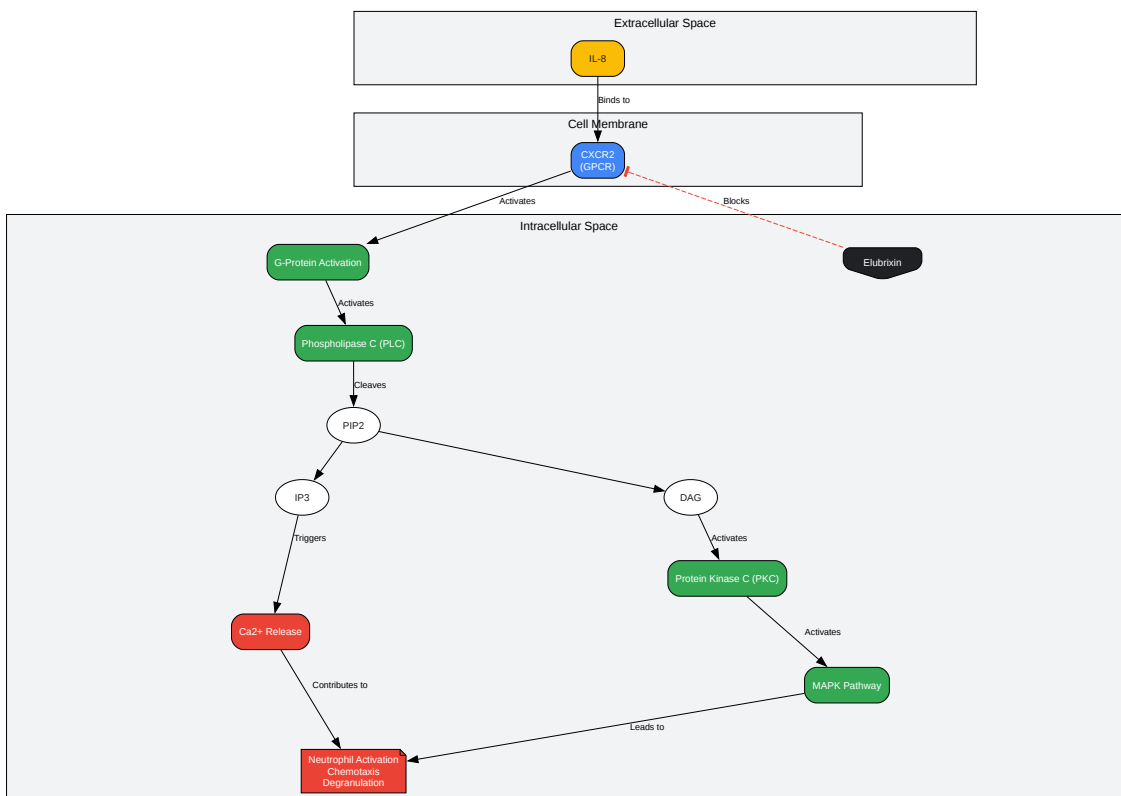 Extracellular Space
IL-8
Binds to
Cell Membrane
CXCR2
(GPCR)
Activates
Blocks
Intracellular Space
G-Protein Activation
Elubrixin
Activates
Phospholipase C (PLC)
Cleaves
PIP2
IP3
DAG
Triggers
Activates
Protein Kinase C (PKC)
Ca2+ Release
Activates
MAPK Pathway
Contributes to
Leads to
Neutrophil Activation
Chemotaxis
Degranulation